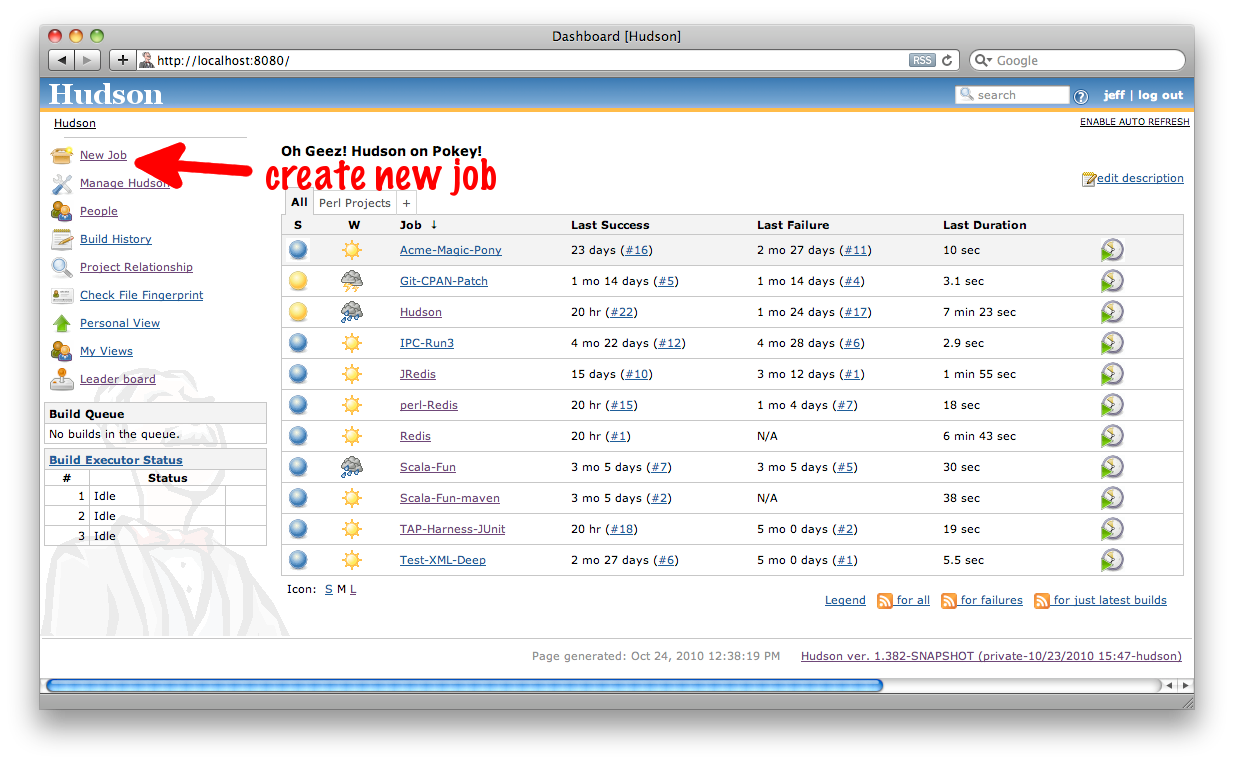 Dashboard [Hudson]
http://localhost:8080/ RSS Google
Hudson search jeff | log out
Hudson ENABLE AUTO REFRESH
New Job
Manage Hudson
People
Build History
Project Relationship
Check File Fingerprint
Personal View
My Views
Leader board
Build Queue
No builds in the queue.
Build Executor Status
# Status
1 Idle
2 Idle
3 Idle
Oh Geez! Hudson on Pokey!
create new job
edit description
All Perl Projects +
S W Job ↓ Last Success Last Failure Last Duration
Acme-Magic-Pony 23 days (#16) 2 mo 27 days (#11) 10 sec
Git-CPAN-Patch 1 mo 14 days (#5) 1 mo 14 days (#4) 3.1 sec
Hudson 20 hr (#22) 1 mo 24 days (#17) 7 min 23 sec
IPC-Run3 4 mo 22 days (#12) 4 mo 28 days (#6) 2.9 sec
JRedis 15 days (#10) 3 mo 12 days (#1) 1 min 55 sec
perl-Redis 20 hr (#15) 1 mo 4 days (#7) 18 sec
Redis 20 hr (#1) N/A 6 min 43 sec
Scala-Fun 3 mo 5 days (#7) 3 mo 5 days (#5) 30 sec
Scala-Fun-maven 3 mo 5 days (#2) N/A 38 sec
TAP-Harness-JUnit 20 hr (#18) 5 mo 0 days (#2) 19 sec
Test-XML-Deep 2 mo 27 days (#6) 5 mo 0 days (#1) 5.5 sec
Icon: S M L
Legend for all for failures for just latest builds
Page generated: Oct 24, 2010 12:38:19 PM Hudson ver. 1.382-SNAPSHOT (private-10/23/2010 15:47-hudson)